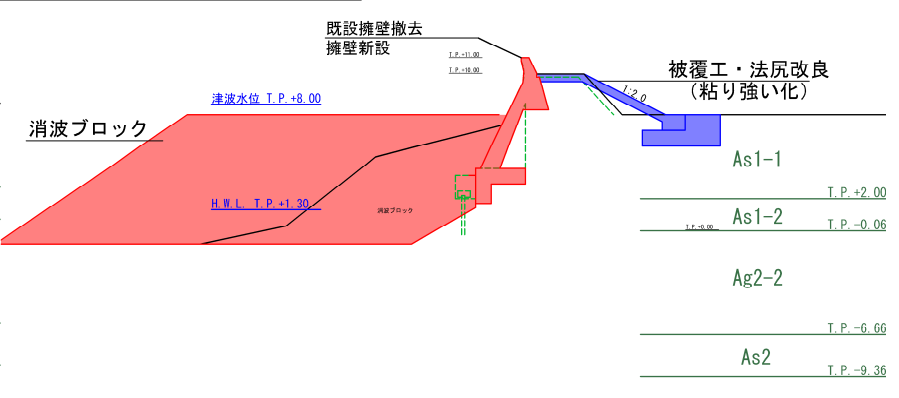 既設擁壁撤去
擁壁新設
T.P.+11.00
T.P.+10.00
被覆工・法尻改良
(粘り強い化)
1:2.0
津波水位 T.P.+8.00
消波ブロック
As1-1
T.P.+2.00
H.W.L. T.P.+1.30
消波ブロック
As1-2
T.P.-0.06
T.P.-0.00
Ag2-2
T.P.-6.66
As2
T.P.-9.36